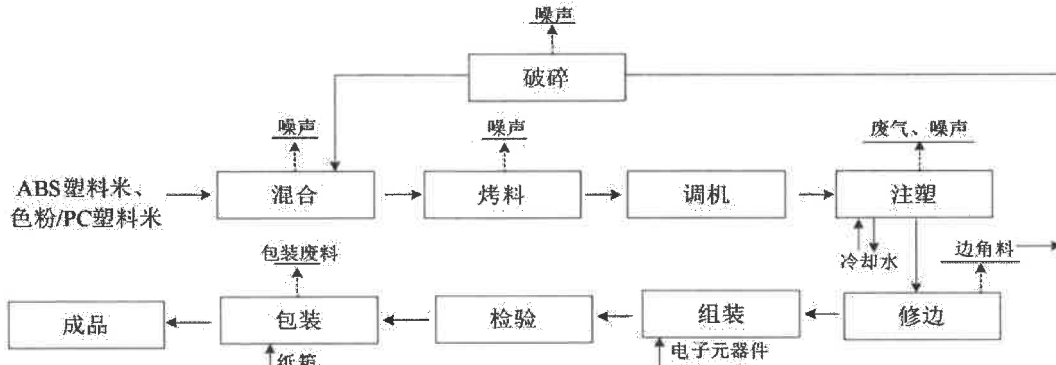 噪声
破碎
噪声
噪声
废气、噪声
ABS塑料米、
色粉/PC塑料米
混合
烤料
调机
注塑
冷却水
边角料
包装废料
成品
包装
检验
组装
修边
纸箱
电子元器件